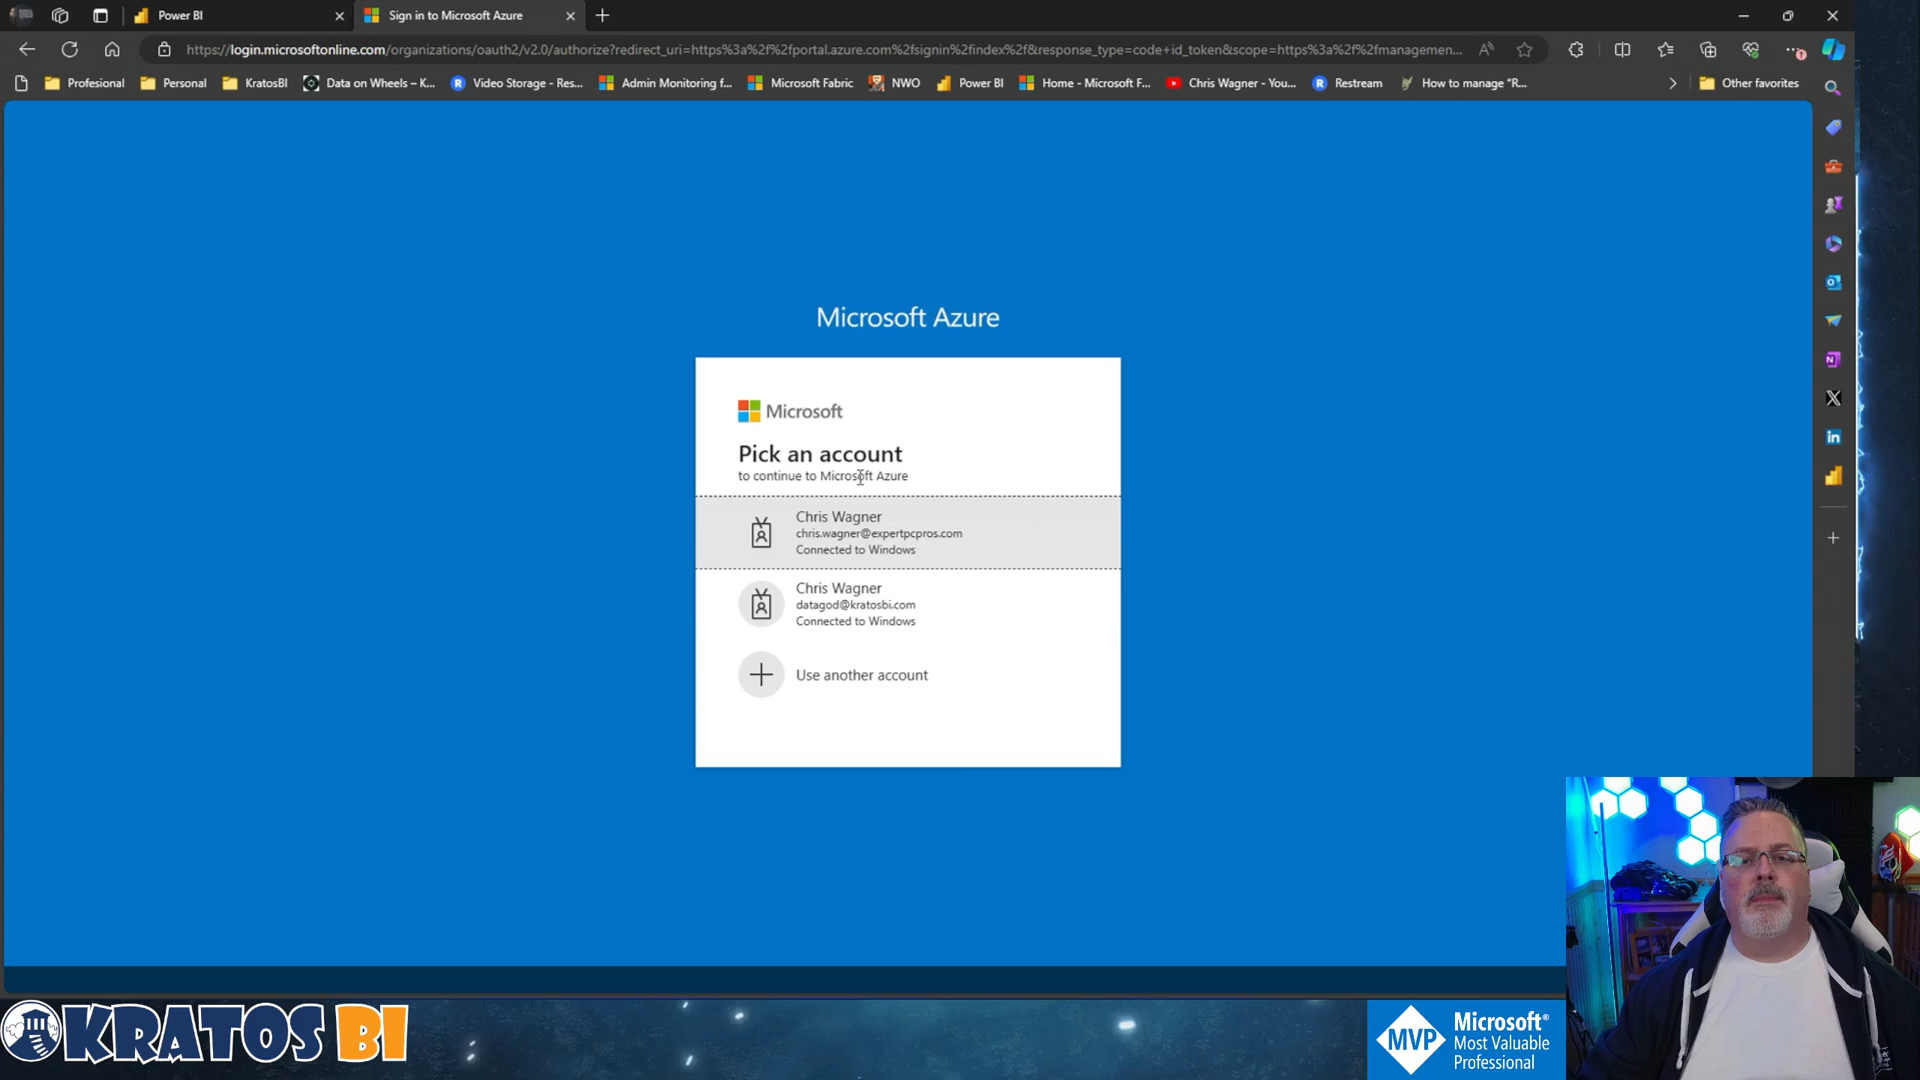 Power BI
Sign in to Microsoft Azure
https://login.microsoftonline.com/organizations/oauth2/v2.0/authorize?redirect_uri=https%3a%2f%2fportal.azure.com%2fsignin%2findex%2f&response_type=code+id_token&scope=https%3a%2f%2fmanagemen...
Profesional
Personal
KratosBI
Data on Wheels – K...
Video Storage - Res...
Admin Monitoring f...
Microsoft Fabric
NWO
Power BI
Home - Microsoft F...
Chris Wagner - You...
Restream
How to manage "R...
Other favorites
Microsoft Azure
Microsoft
Pick an account
to continue to Microsoft Azure
Chris Wagner
chris.wagner@expertpcpros.com
Connected to Windows
Chris Wagner
datagod@kratosbi.com
Connected to Windows
Use another account
KRATOS BI
MVP
Microsoft®
Most Valuable
Professional